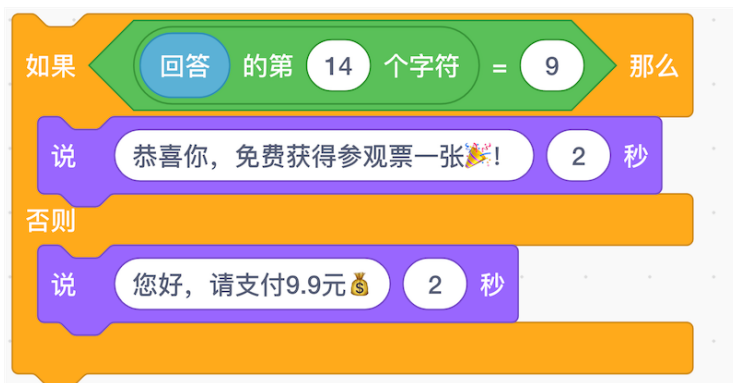 如果 回答 的第 14 个字符 = 9 那么
说 恭喜你，免费获得参观票一张🎉！ 2 秒
否则
说 您好，请支付9.9元💰 2 秒